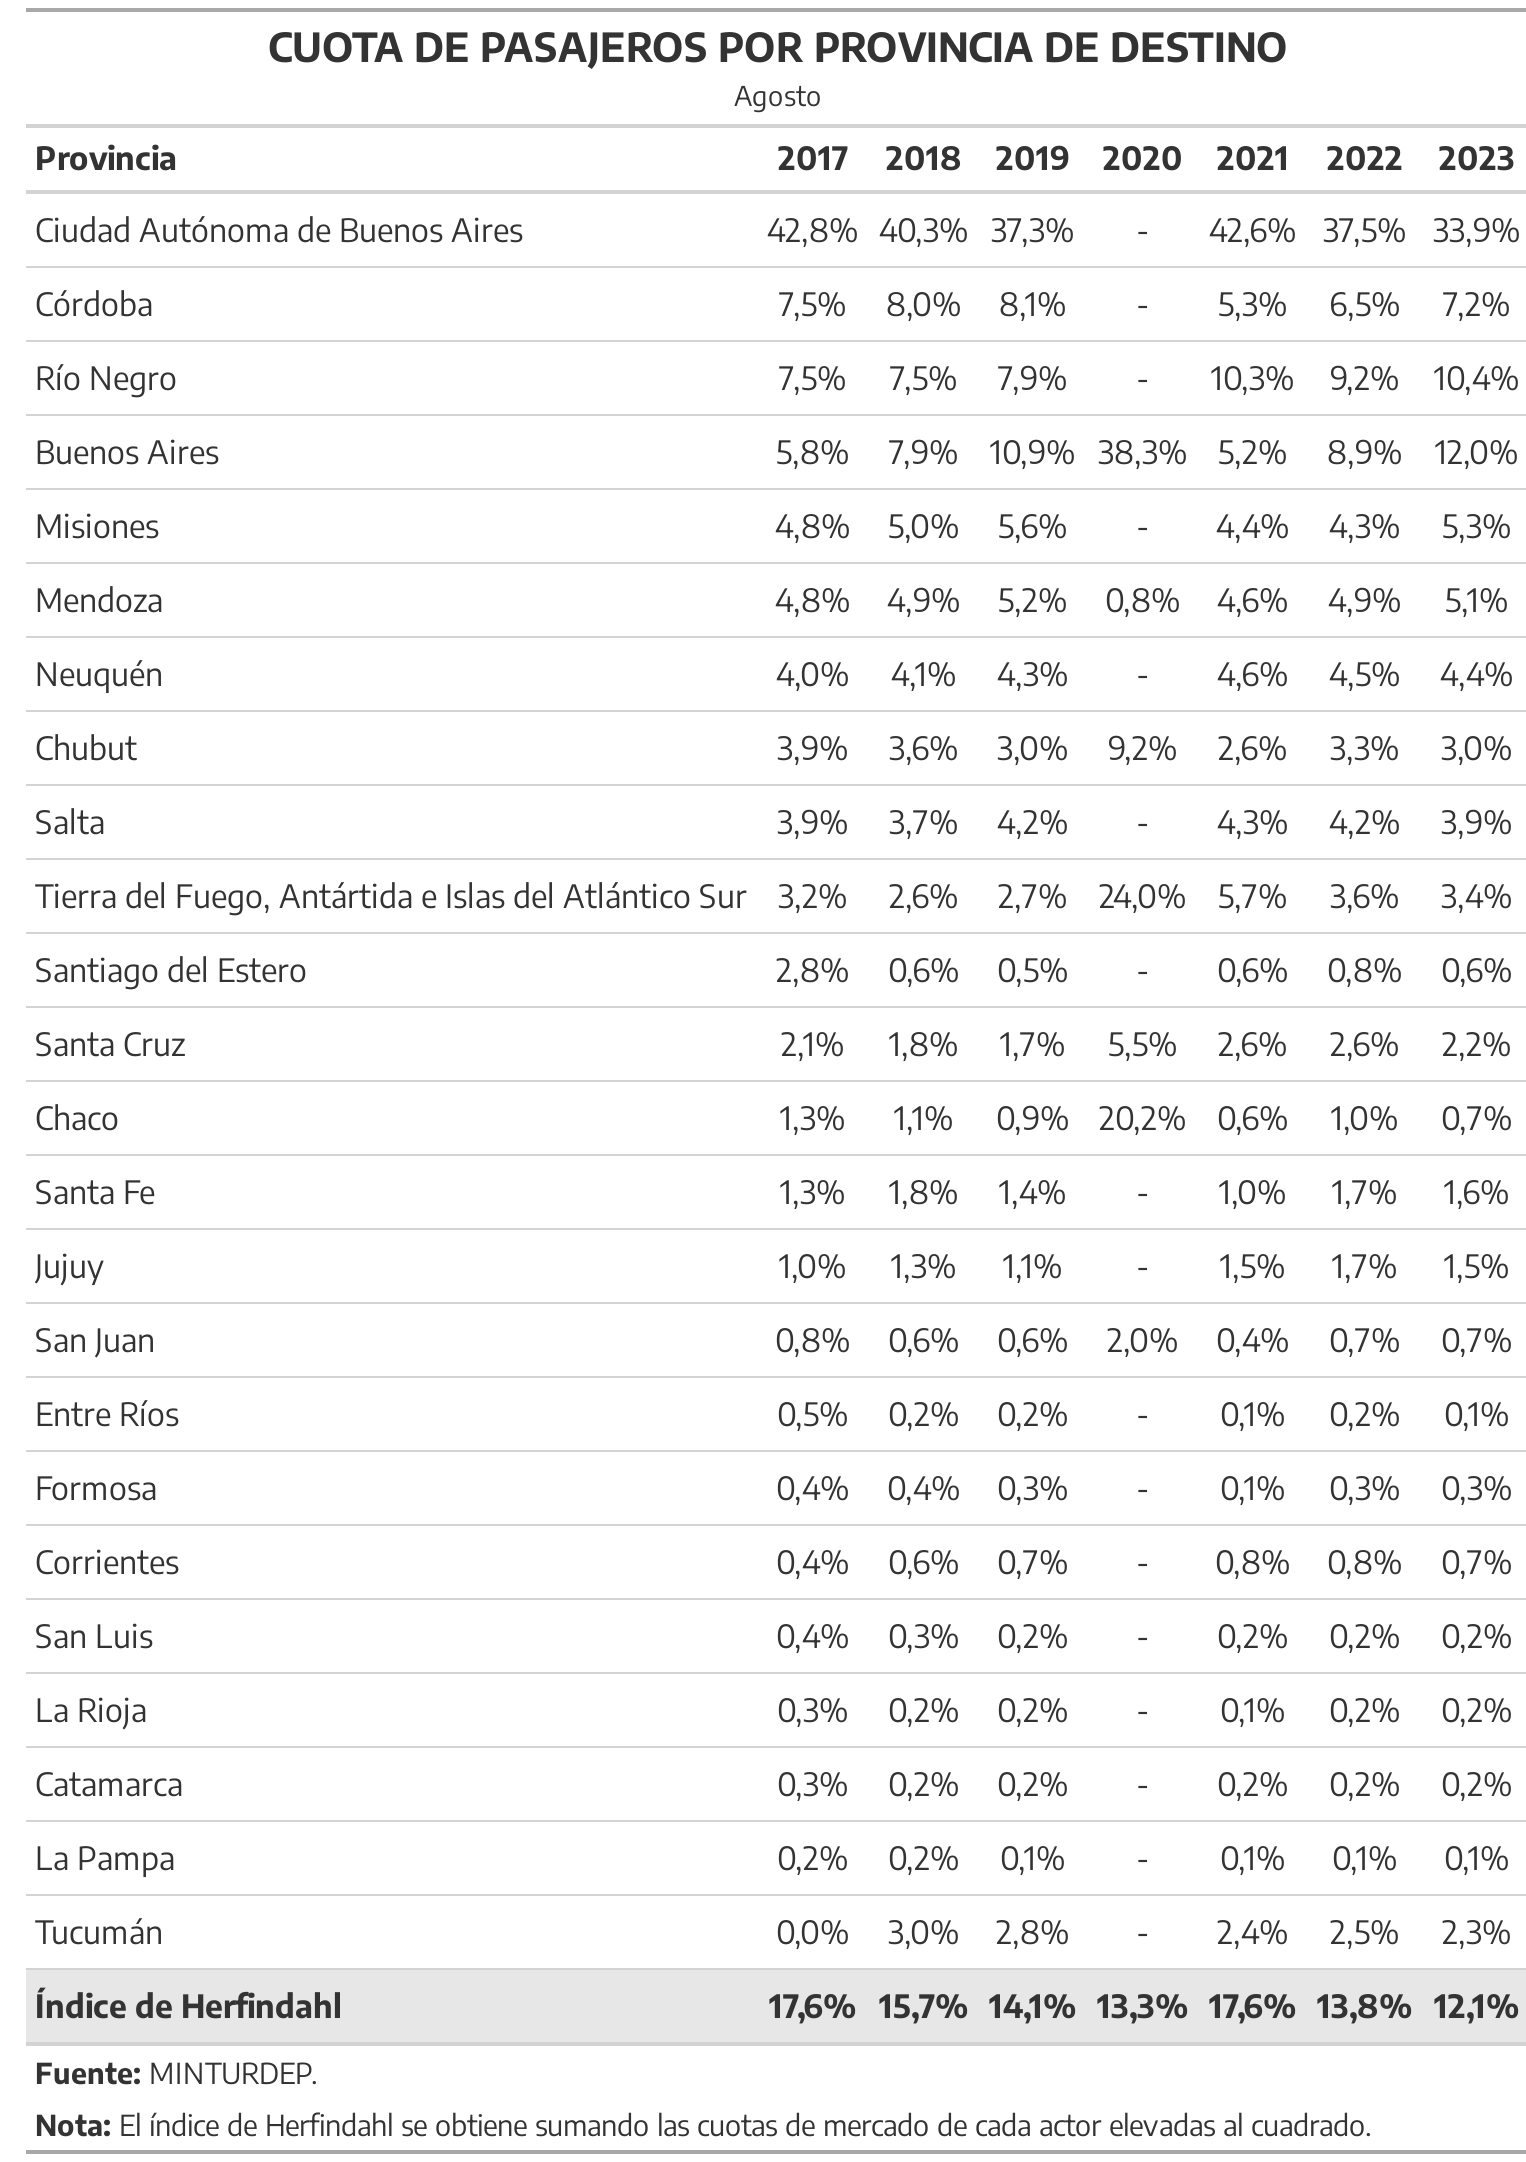 CUOTA DE PASAJEROS POR PROVINCIA DE DESTINO
Agosto
Provincia 2017 2018 2019 2020 2021 2022 2023
Ciudad Autónoma de Buenos Aires 42,8% 40,3% 37,3% - 42,6% 37,5% 33,9%
Córdoba 7,5% 8,0% 8,1% - 5,3% 6,5% 7,2%
Río Negro 7,5% 7,5% 7,9% - 10,3% 9,2% 10,4%
Buenos Aires 5,8% 7,9% 10,9% 38,3% 5,2% 8,9% 12,0%
Misiones 4,8% 5,0% 5,6% - 4,4% 4,3% 5,3%
Mendoza 4,8% 4,9% 5,2% 0,8% 4,6% 4,9% 5,1%
Neuquén 4,0% 4,1% 4,3% - 4,6% 4,5% 4,4%
Chubut 3,9% 3,6% 3,0% 9,2% 2,6% 3,3% 3,0%
Salta 3,9% 3,7% 4,2% - 4,3% 4,2% 3,9%
Tierra del Fuego, Antártida e Islas del Atlántico Sur 3,2% 2,6% 2,7% 24,0% 5,7% 3,6% 3,4%
Santiago del Estero 2,8% 0,6% 0,5% - 0,6% 0,8% 0,6%
Santa Cruz 2,1% 1,8% 1,7% 5,5% 2,6% 2,6% 2,2%
Chaco 1,3% 1,1% 0,9% 20,2% 0,6% 1,0% 0,7%
Santa Fe 1,3% 1,8% 1,4% - 1,0% 1,7% 1,6%
Jujuy 1,0% 1,3% 1,1% - 1,5% 1,7% 1,5%
San Juan 0,8% 0,6% 0,6% 2,0% 0,4% 0,7% 0,7%
Entre Ríos 0,5% 0,2% 0,2% - 0,1% 0,2% 0,1%
Formosa 0,4% 0,4% 0,3% - 0,1% 0,3% 0,3%
Corrientes 0,4% 0,6% 0,7% - 0,8% 0,8% 0,7%
San Luis 0,4% 0,3% 0,2% - 0,2% 0,2% 0,2%
La Rioja 0,3% 0,2% 0,2% - 0,1% 0,2% 0,2%
Catamarca 0,3% 0,2% 0,2% - 0,2% 0,2% 0,2%
La Pampa 0,2% 0,2% 0,1% - 0,1% 0,1% 0,1%
Tucumán 0,0% 3,0% 2,8% - 2,4% 2,5% 2,3%
Índice de Herfindahl 17,6% 15,7% 14,1% 13,3% 17,6% 13,8% 12,1%
Fuente: MINTURDEP.
Nota: El índice de Herfindahl se obtiene sumando las cuotas de mercado de cada actor elevadas al cuadrado.